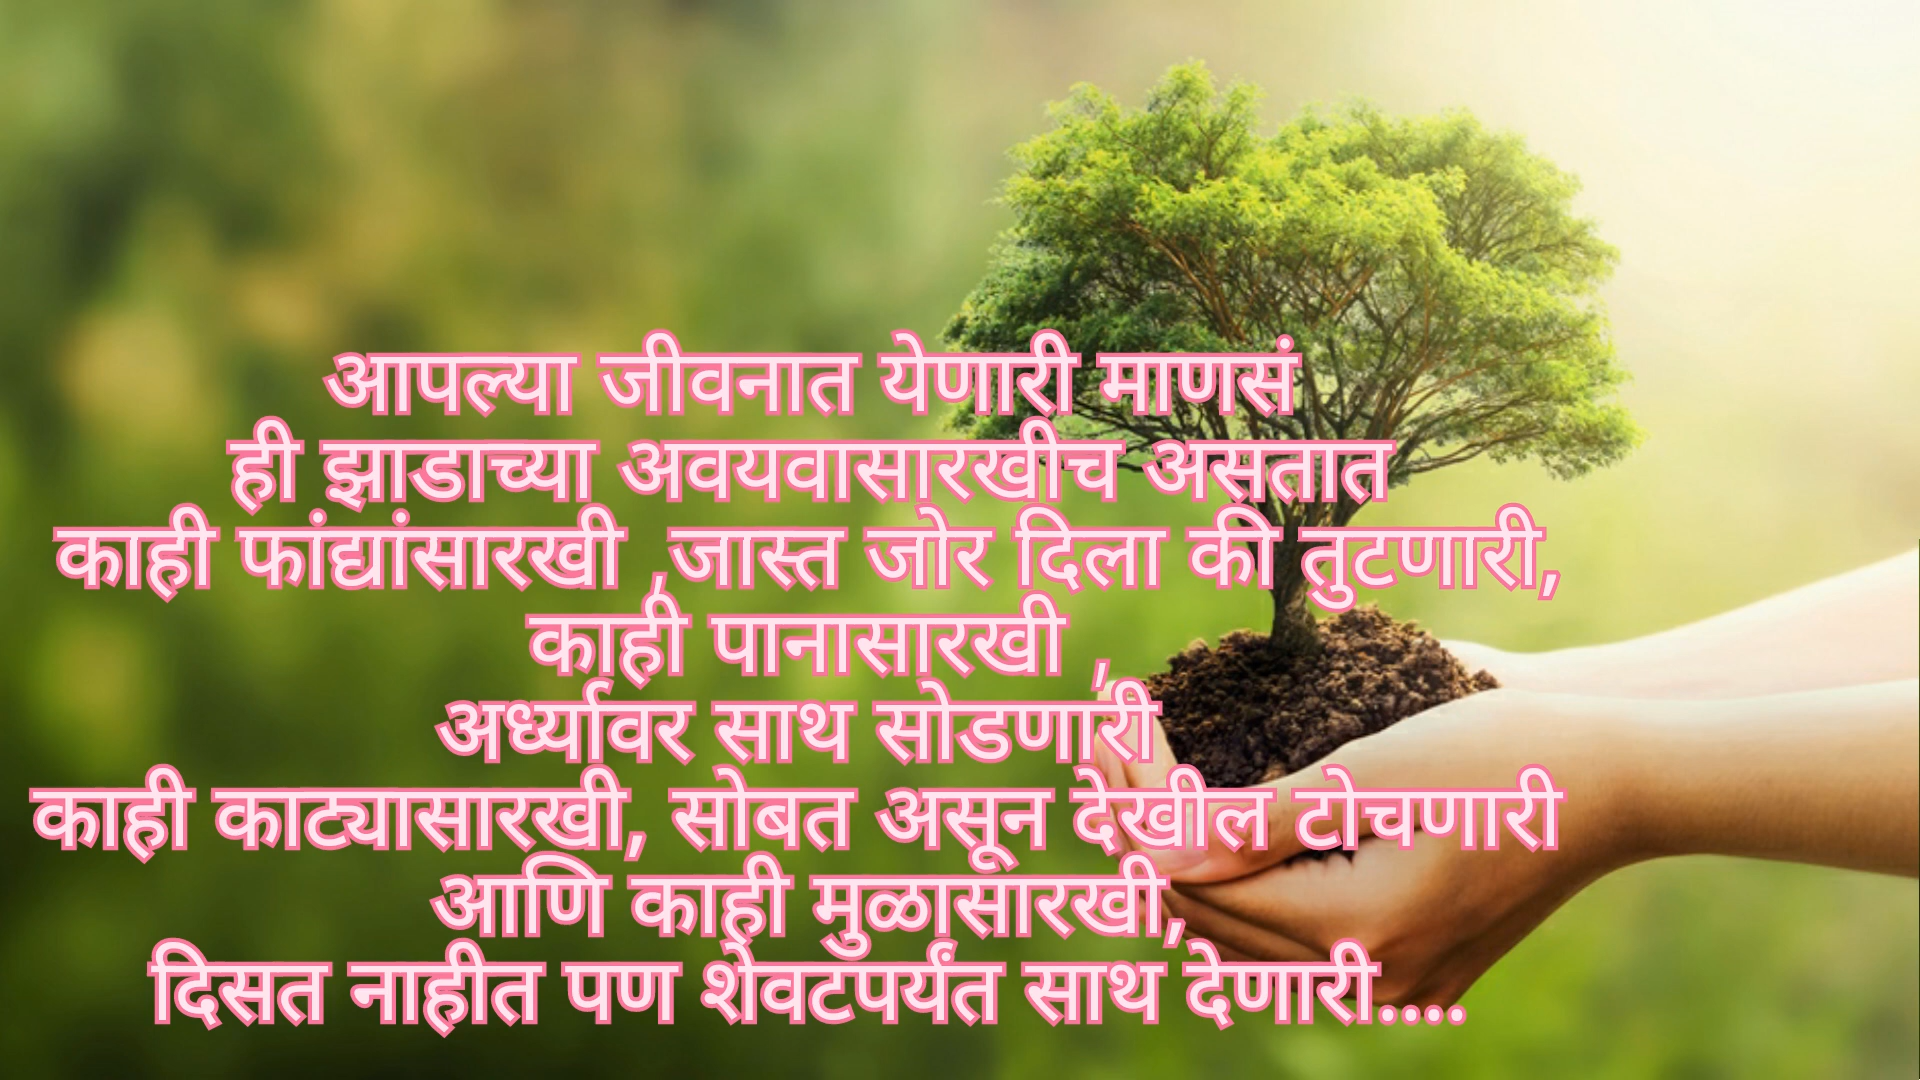 आपल्या जीवनात येणारी माणसं
ही झाडाच्या अवयवासारखीच असतात
काही फांद्यांसारखी ,जास्त जोर दिला की तुटणारी,
काही पानासारखी ,
अर्ध्यावर साथ सोडणारी
काही काट्यासारखी, सोबत असून देखील टोचणारी
आणि काही मुळासारखी,
दिसत नाहीत पण शेवटपर्यंत साथ देणारी....